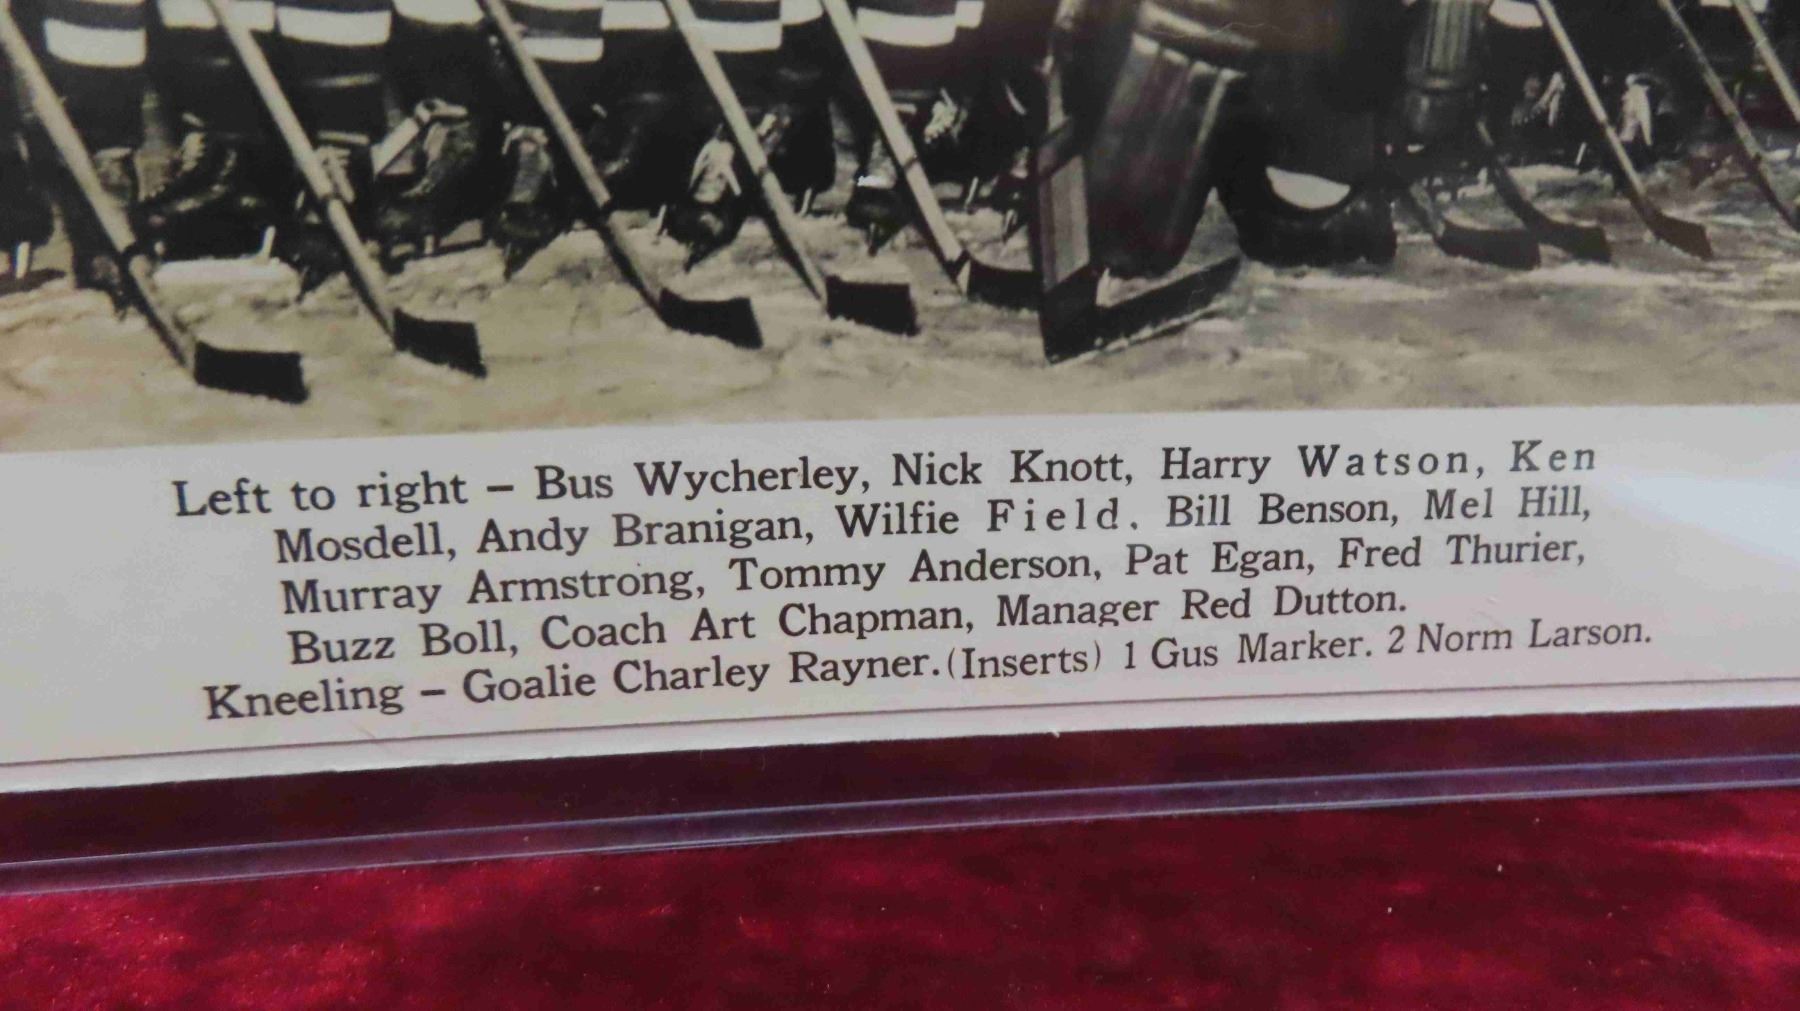 Left to right – Bus Wycherley, Nick Knott, Harry Watson, Ken
Mosdell, Andy Branigan, Wilfie Field. Bill Benson, Mel Hill,
Murray Armstrong, Tommy Anderson, Pat Egan, Fred Thurier,
Buzz Boll, Coach Art Chapman, Manager Red Dutton.
Kneeling – Goalie Charley Rayner. (Inserts) 1 Gus Marker. 2 Norm Larson.